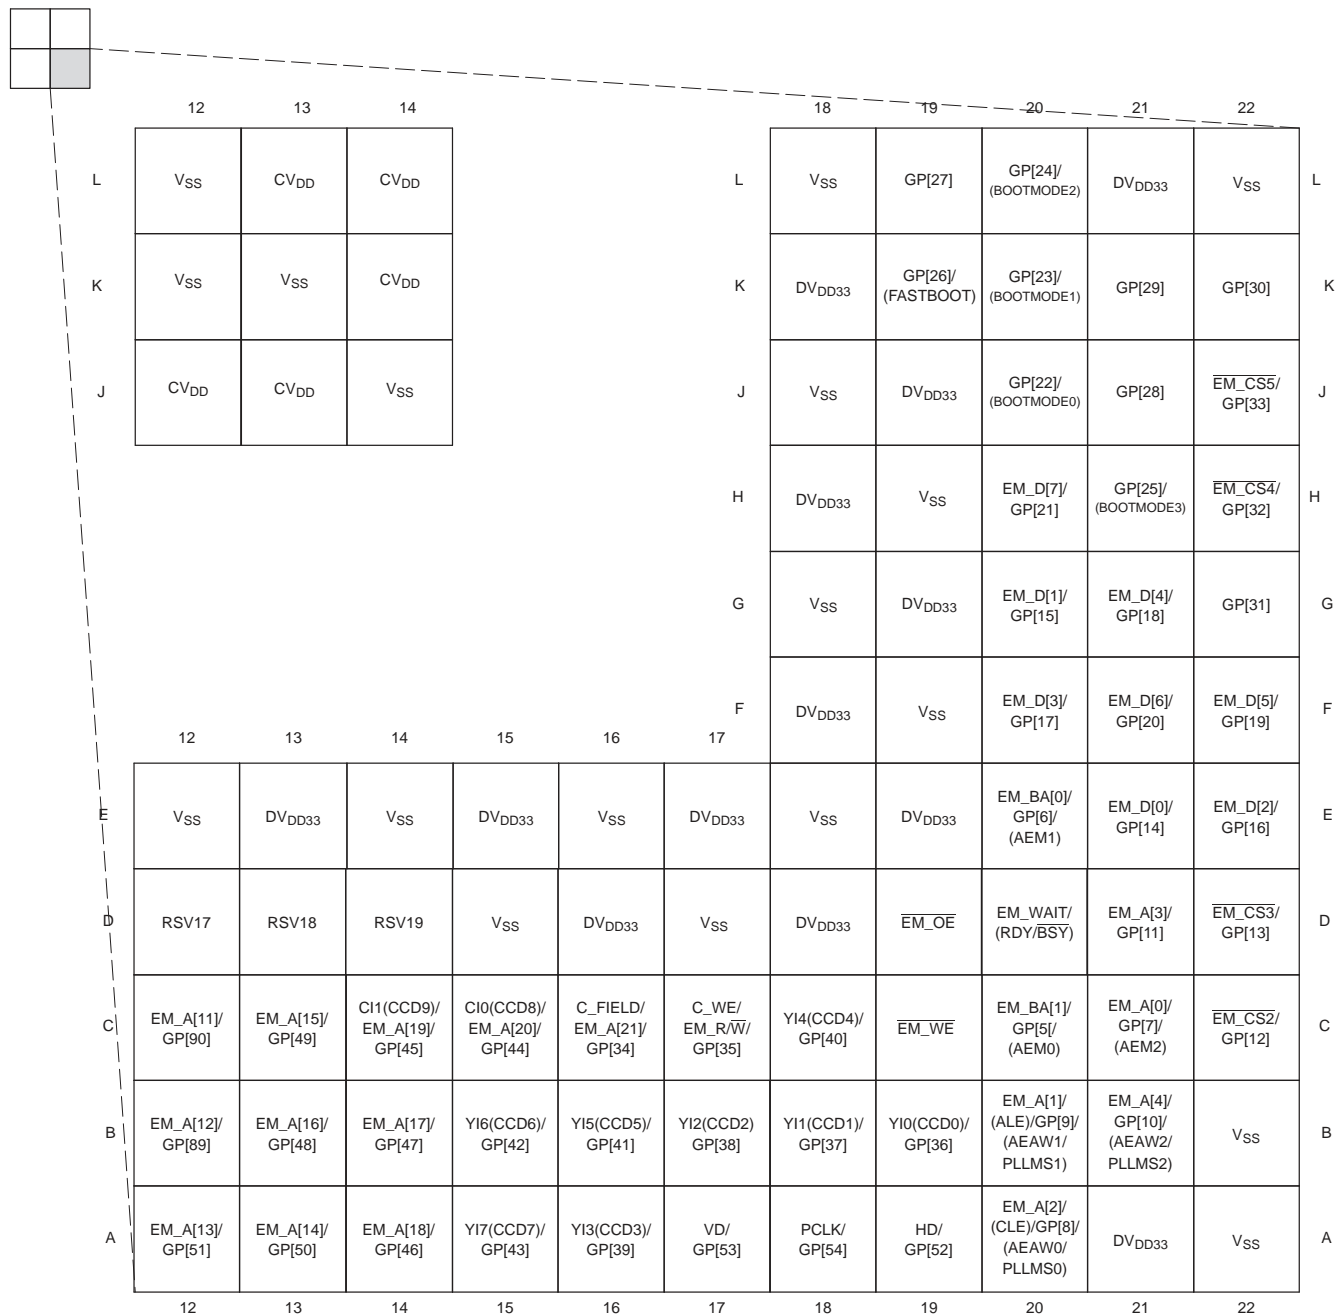 12 13 14 18 19 20 21 22
L VSS CVDD CVDD L VSS GP[27] GP[24]/ (BOOTMODE2) DVDD33 VSS L
K VSS VSS CVDD K DVDD33 GP[26]/ (FASTBOOT) GP[23]/ (BOOTMODE1) GP[29] GP[30] K
J CVDD CVDD VSS J VSS DVDD33 GP[22]/ (BOOTMODE0) GP[28] EM_CS5/ GP[33] J
H DVDD33 VSS EM_D[7]/ GP[21] GP[25]/ (BOOTMODE3) EM_CS4/ GP[32] H
G VSS DVDD33 EM_D[1]/ GP[15] EM_D[4]/ GP[18] GP[31] G
F DVDD33 VSS EM_D[3]/ GP[17] EM_D[6]/ GP[20] EM_D[5]/ GP[19] F
12 13 14 15 16 17
E VSS DVDD33 VSS DVDD33 VSS DVDD33 VSS DVDD33 EM_BA[0]/ GP[6]/ (AEM1) EM_D[0]/ GP[14] EM_D[2]/ GP[16] E
D RSV17 RSV18 RSV19 VSS DVDD33 VSS DVDD33 EM_OE EM_WAIT/ (RDY/BSY) EM_A[3]/ GP[11] EM_CS3/ GP[13] D
C EM_A[11]/ GP[90] EM_A[15]/ GP[49] CI1(CCD9)/ EM_A[19]/ GP[45] CI0(CCD8)/ EM_A[20]/ GP[44] C_FIELD/ EM_A[21]/ GP[34] C_WE/ EM_R/W/ GP[35] YI4(CCD4)/ GP[40] EM_WE EM_BA[1]/ GP[5[/ (AEM0) EM_A[0]/ GP[7]/ (AEM2) EM_CS2/ GP[12] C
B EM_A[12]/ GP[89] EM_A[16]/ GP[48] EM_A[17]/ GP[47] YI6(CCD6)/ GP[42] YI5(CCD5)/ GP[41] YI2(CCD2) GP[38] YI1(CCD1)/ GP[37] YI0(CCD0)/ GP[36] EM_A[1]/ (ALE)/GP[9]/ (AEAW1/ PLLMS1) EM_A[4]/ GP[10]/ (AEAW2/ PLLMS2) VSS B
A EM_A[13]/ GP[51] EM_A[14]/ GP[50] EM_A[18]/ GP[46] YI7(CCD7)/ GP[43] YI3(CCD3)/ GP[39] VD/ GP[53] PCLK/ GP[54] HD/ GP[52] EM_A[2]/ (CLE)/GP[8]/ (AEAW0/ PLLMS0) DVDD33 VSS A
12 13 14 15 16 17 18 19 20 21 22